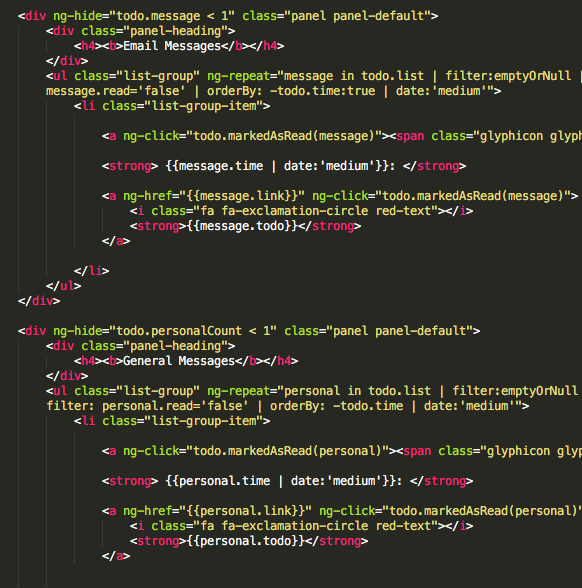 <div ng-hide="todo.message < 1" class="panel panel-default">
<div class="panel-heading">
<h4><b>Email Messages</b></h4>
</div>
<ul class="list-group" ng-repeat="message in todo.list | filter:emptyOrNull |
message.read='false' | orderBy: -todo.time:true | date:'medium'">
<li class="list-group-item">
<a ng-click="todo.markedAsRead(message)"><span class="glyphicon glyph
<strong> {{message.time | date:'medium'}}: </strong>
<a ng-href="{{message.link}}" ng-click="todo.markedAsRead(message)">
<i class="fa fa-exclamation-circle red-text"></i>
<strong>{{message.todo}}</strong>
</a>
</li>
</ul>
</div>
<div ng-hide="todo.personalCount < 1" class="panel panel-default">
<div class="panel-heading">
<h4><b>General Messages</b></h4>
</div>
<ul class="list-group" ng-repeat="personal in todo.list | filter:emptyOrNull
filter: personal.read='false' | orderBy: -todo.time | date:'medium'">
<li class="list-group-item">
<a ng-click="todo.markedAsRead(personal)"><span class="glyphicon glyp
<strong> {{personal.time | date:'medium'}}: </strong>
<a ng-href="{{personal.link}}" ng-click="todo.markedAsRead(personal)"
<i class="fa fa-exclamation-circle red-text"></i>
<strong>{{personal.todo}}</strong>
</a>